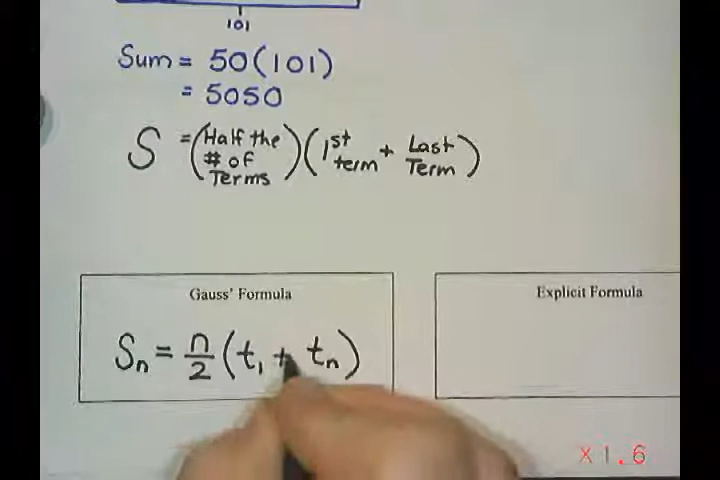 101
Sum = 50(101)
= 5050
S = (Half the # of Terms)(1st term + Last Term)
Gauss' Formula
Explicit Formula
Sn = n/2 (t1 + tn)
x1.6